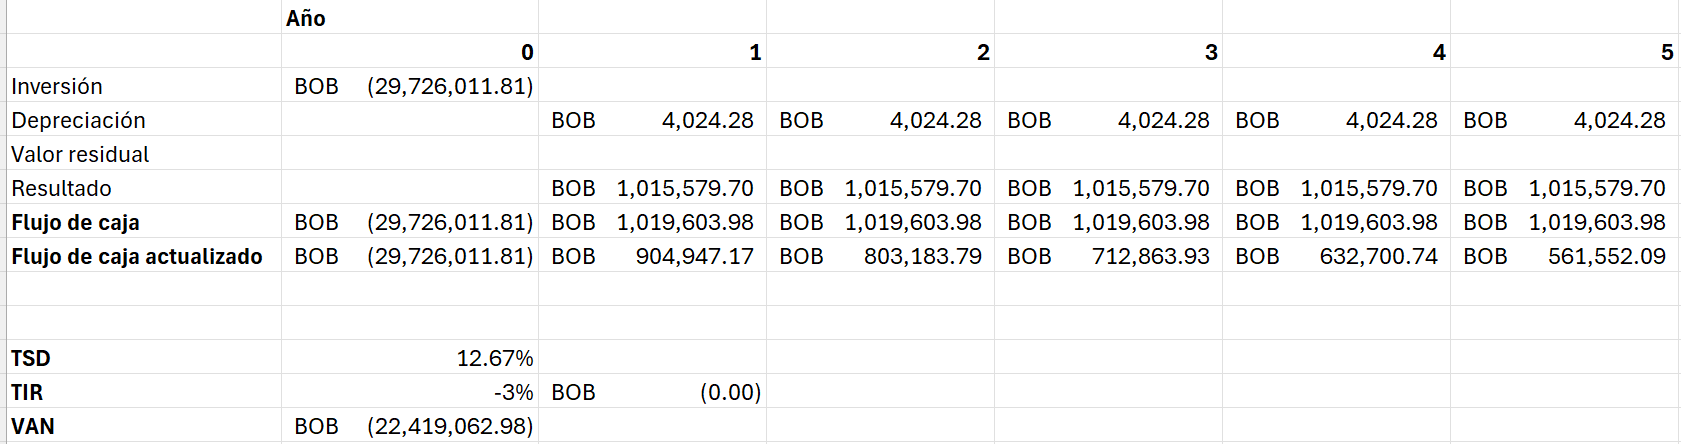 Año
0 1 2 3 4 5
Inversión BOB (29,726,011.81)
Depreciación BOB 4,024.28 BOB 4,024.28 BOB 4,024.28 BOB 4,024.28 BOB 4,024.28
Valor residual
Resultado BOB 1,015,579.70 BOB 1,015,579.70 BOB 1,015,579.70 BOB 1,015,579.70 BOB 1,015,579.70
Flujo de caja BOB (29,726,011.81) BOB 1,019,603.98 BOB 1,019,603.98 BOB 1,019,603.98 BOB 1,019,603.98 BOB 1,019,603.98
Flujo de caja actualizado BOB (29,726,011.81) BOB 904,947.17 BOB 803,183.79 BOB 712,863.93 BOB 632,700.74 BOB 561,552.09
TSD 12.67%
TIR -3% BOB (0.00)
VAN BOB (22,419,062.98)